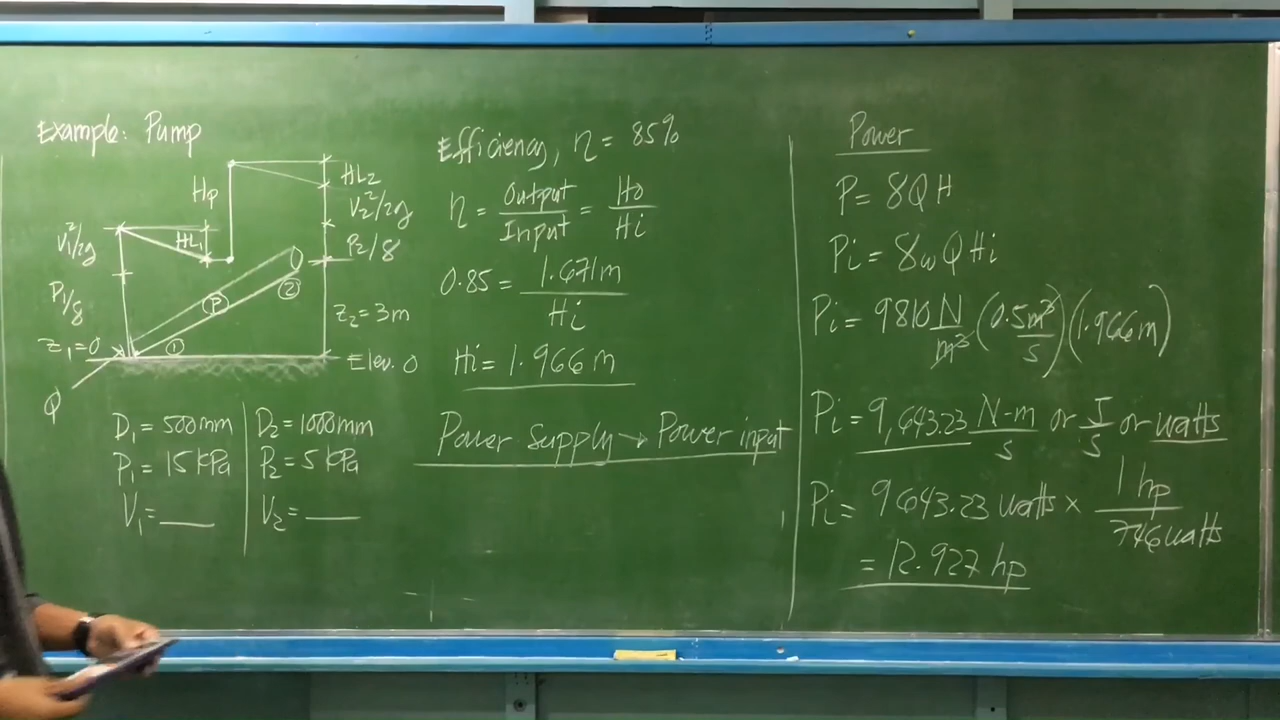 Example: Pump
Hp
HL2
V2²/2g
V1²/2g
HL1
P2/8
P1/8
P
2
Z2 = 3m
Z1=0
1
Elev. 0
Q
D1 = 500mm
P1 = 15 kPa
V1 = ____
D2 = 1000mm
P2 = 5 kPa
V2 = ____
Efficiency, η = 85%
η = Output/Input = Ho/Hi
0.85 = 1.671m/Hi
Hi = 1.966 m
Power Supply → Power input
Power
P = 8QH
Pi = 8wQHi
Pi = 9810 N/m³ (0.5m³/s)(1.966m)
Pi = 9,643.23 N-m/s or J/s or watts
Pi = 9643.23 watts × 1 hp/746watts
= 12.927 hp